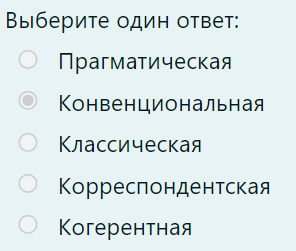 Выберите один ответ:
Прагматическая
Конвенциональная
Классическая
Корреспондентская
Когерентная